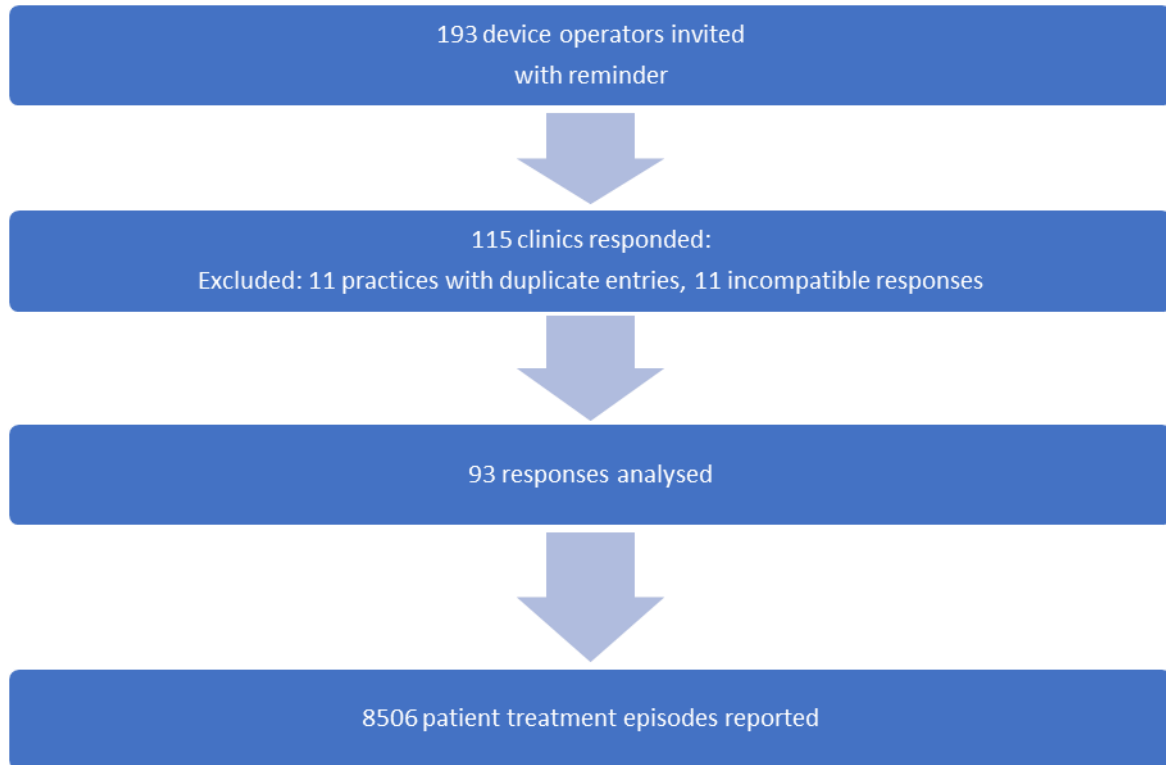 193 device operators invited
with reminder
115 clinics responded:
Excluded: 11 practices with duplicate entries, 11 incompatible responses
93 responses analysed
8506 patient treatment episodes reported